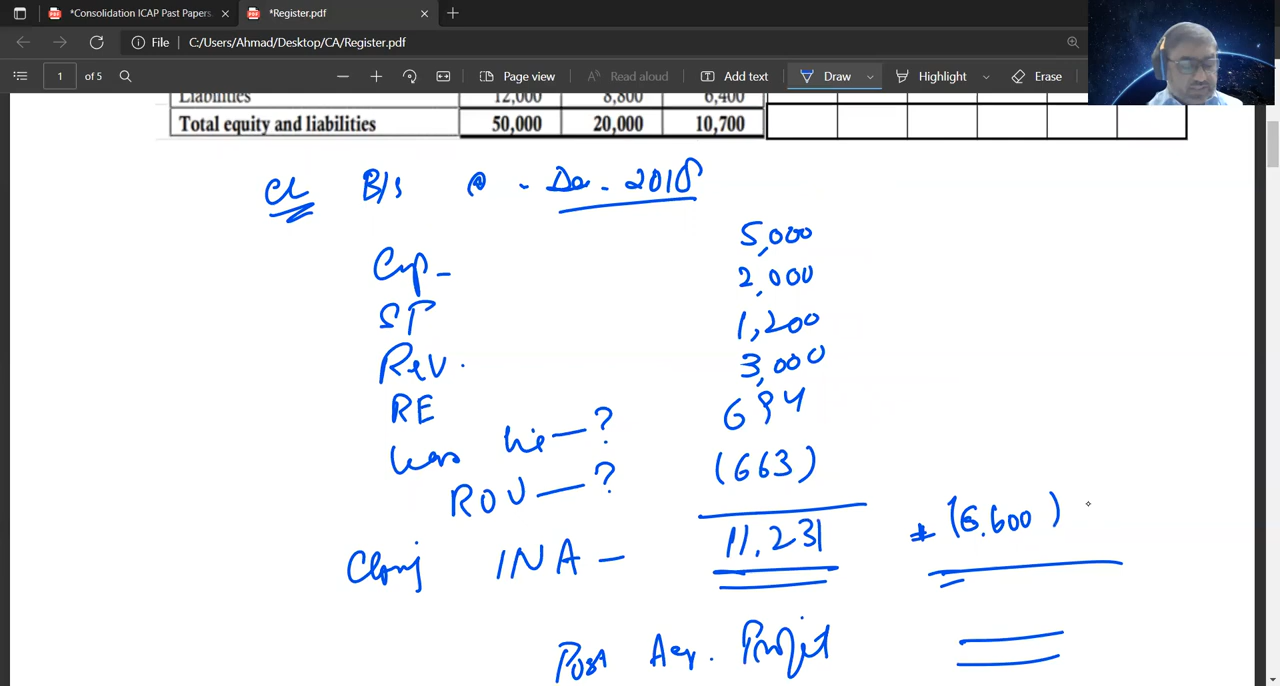 *Consolidation ICAP Past Papers.
*Register.pdf
File C:/Users/Ahmad/Desktop/CA/Register.pdf
1 of 5 Page view Read aloud Add text Draw Highlight Erase
Liabilities 12,000 8,800 6,400
Total equity and liabilities 50,000 20,000 10,700
B/S @ - Dec. 2018
Cap - 5,000
2,000
1,200
Rev. 3,000
RE 694
?
(663)
ROU — ?
INA — 11,231 (6,600)
Post Acq. Profit